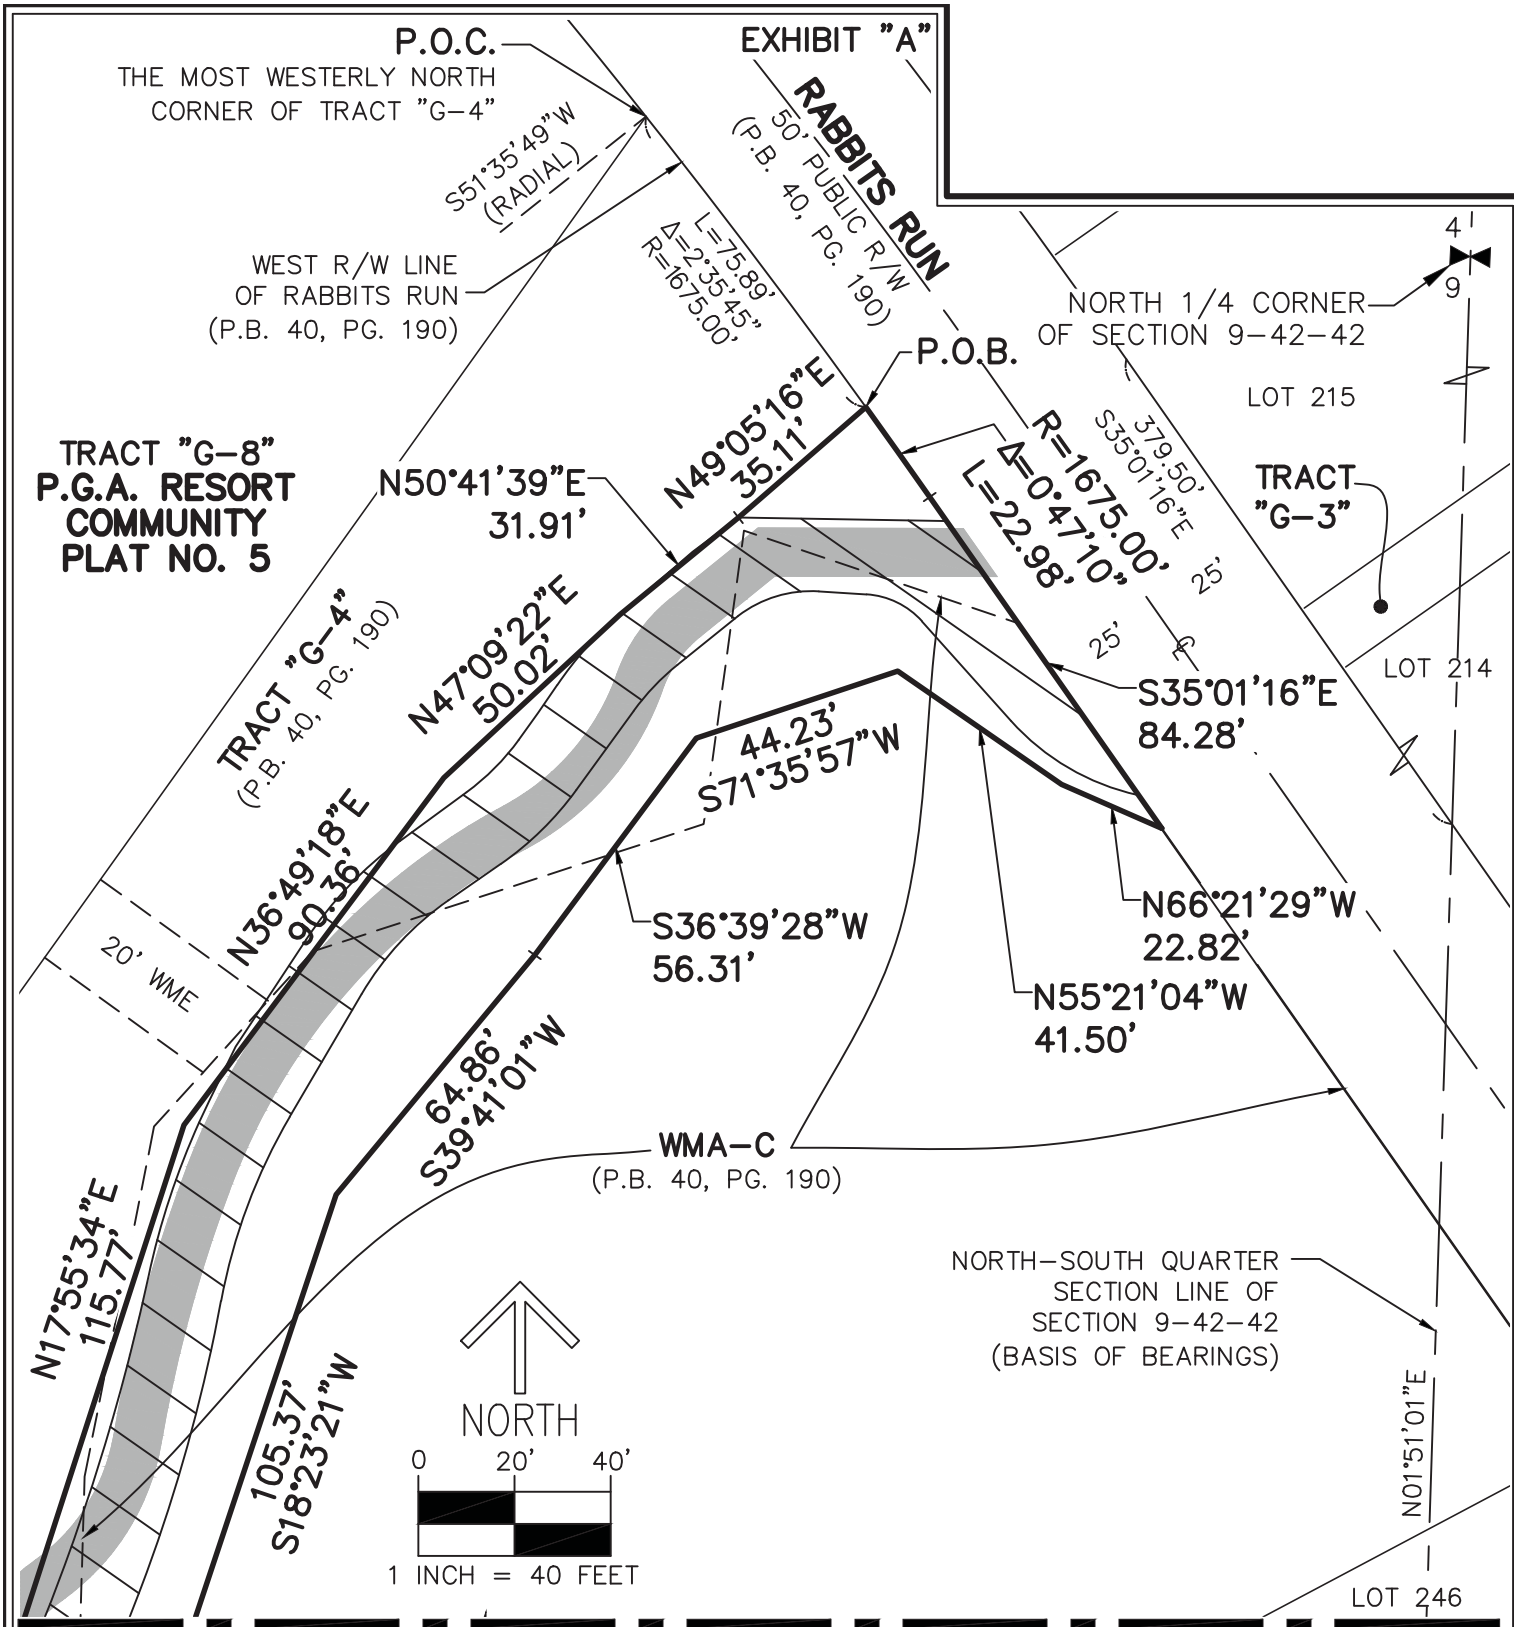 EXHIBIT "A"
P.O.C.
THE MOST WESTERLY NORTH
CORNER OF TRACT "G-4"
S51°35'49"W
(RADIAL)
RABBITS RUN
50' PUBLIC R/W
(P.B. 40, PG. 190)
WEST R/W LINE
OF RABBITS RUN
(P.B. 40, PG. 190)
L=75.89'
Δ=2°35'45"
R=1675.00'
4
9
NORTH 1/4 CORNER
OF SECTION 9-42-42
P.O.B.
LOT 215
TRACT "G-8"
P.G.A. RESORT
COMMUNITY
PLAT NO. 5
N50°41'39"E
31.91'
N49°05'16"E
35.11'
R=1675.00'
Δ=0°47'10"
L=22.98'
379.50'
S35°01'16"E
25'
25'
℄
TRACT
"G-3"
LOT 214
TRACT "G-4"
(P.B. 40, PG. 190)
N47°09'22"E
50.02'
S35°01'16"E
84.28'
44.23'
S71°35'57"W
N36°49'18"E
90.36'
20' WME
S36°39'28"W
56.31'
N66°21'29"W
22.82'
N55°21'04"W
41.50'
64.86'
S39°41'01"W
WMA-C
(P.B. 40, PG. 190)
N17°55'34"E
115.77'
NORTH-SOUTH QUARTER
SECTION LINE OF
SECTION 9-42-42
(BASIS OF BEARINGS)
N01°51'01"E
105.37'
S18°23'21"W
NORTH
0 20' 40'
1 INCH = 40 FEET
LOT 246